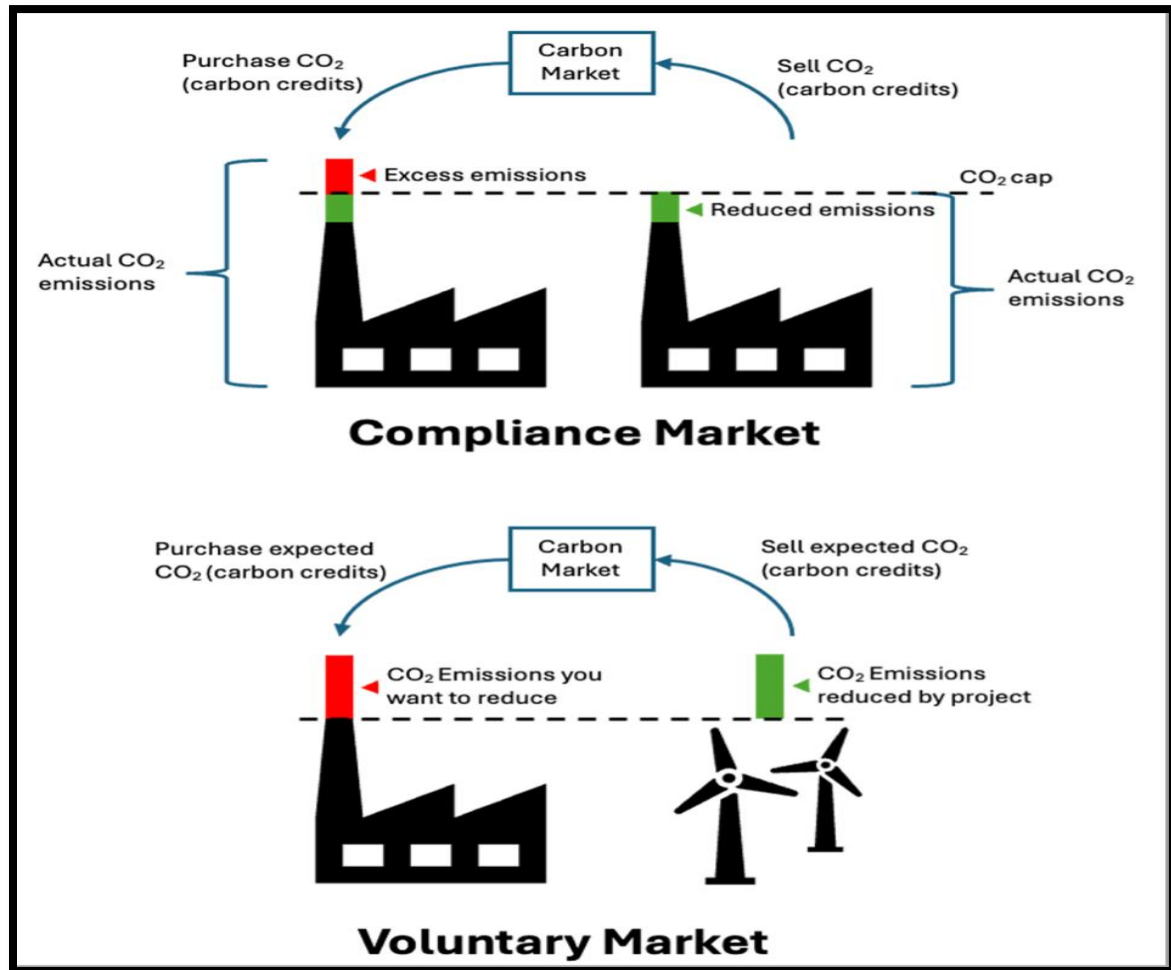 Purchase CO₂
(carbon credits)
Carbon
Market
Sell CO₂
(carbon credits)
Excess emissions
CO₂ cap
Reduced emissions
Actual CO₂
emissions
Actual CO₂
emissions
Compliance Market
Purchase expected
CO₂ (carbon credits)
Carbon
Market
Sell expected CO₂
(carbon credits)
CO₂ Emissions you
want to reduce
CO₂ Emissions
reduced by project
Voluntary Market